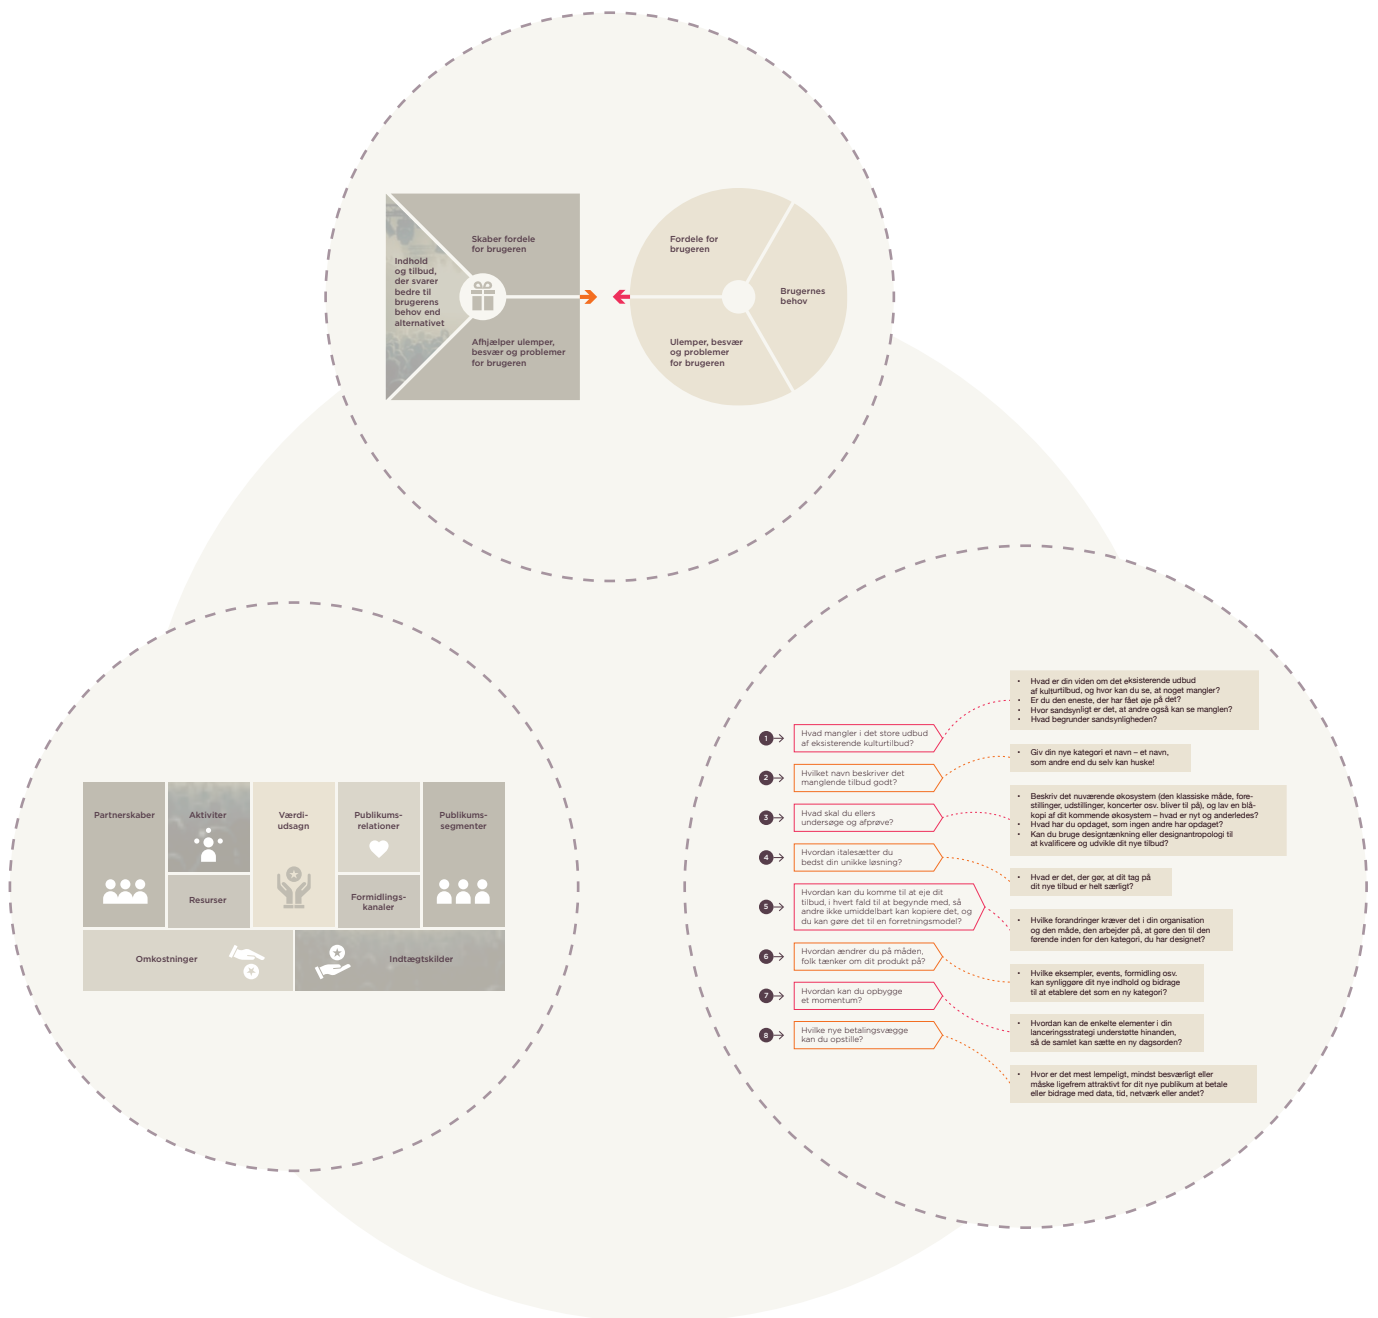 Skaber fordele
for brugeren
Indhold
og tilbud,
der svarer
bedre til
brugerens
behov end
alternativet
Afhjælper ulemper,
besvær og problemer
for brugeren
Fordele for
brugeren
Brugernes
behov
Ulemper, besvær
og problemer
for brugeren
Partnerskaber
Aktiviter
Resurser
Værdi-
udsagn
Publikums-
relationer
Formidlings-
kanaler
Publikums-
segmenter
Omkostninger
Indtægtskilder
1
Hvad mangler i det store udbud
af eksisterende kulturtilbud?
• Hvad er din viden om det eksisterende udbud
af kulturtilbud, og hvor kan du se, at noget mangler?
• Er du den eneste, der har fået øje på det?
• Hvor sandsynligt er det, at andre også kan se manglen?
• Hvad begrunder sandsynligheden?
2
Hvilket navn beskriver det
manglende tilbud godt?
• Giv din nye kategori et navn – et navn,
som andre end du selv kan huske!
3
Hvad skal du ellers
undersøge og afprøve?
• Beskriv det nuværende økosystem (den klassiske måde, fore-
stillinger, udstillinger, koncerter osv. bliver til på), og lav en blå-
kopi af dit kommende økosystem – hvad er nyt og anderledes?
• Hvad har du opdaget, som ingen andre har opdaget?
• Kan du bruge designtænkning eller designantropologi til
at kvalificere og udvikle dit nye tilbud?
4
Hvordan italesætter du
bedst din unikke løsning?
• Hvad er det, der gør, at dit tag på
dit nye tilbud er helt særligt?
5
Hvordan kan du komme til at eje dit
tilbud, i hvert fald til at begynde med, så
andre ikke umiddelbart kan kopiere det, og
du kan gøre det til en forretningsmodel?
• Hvilke forandringer kræver det i din organisation
og den måde, den arbejder på, at gøre den til den
førende inden for den kategori, du har designet?
6
Hvordan ændrer du på måden,
folk tænker om dit produkt på?
• Hvilke eksempler, events, formidling osv.
kan synliggøre dit nye indhold og bidrage
til at etablere det som en ny kategori?
7
Hvordan kan du opbygge
et momentum?
• Hvordan kan de enkelte elementer i din
lanceringsstrategi understøtte hinanden,
så de samlet kan sætte en ny dagsorden?
8
Hvilke nye betalingsvægge
kan du opstille?
• Hvor er det mest lempeligt, mindst besværligt eller
måske ligefrem attraktivt for dit nye publikum at betale
eller bidrage med data, tid, netværk eller andet?